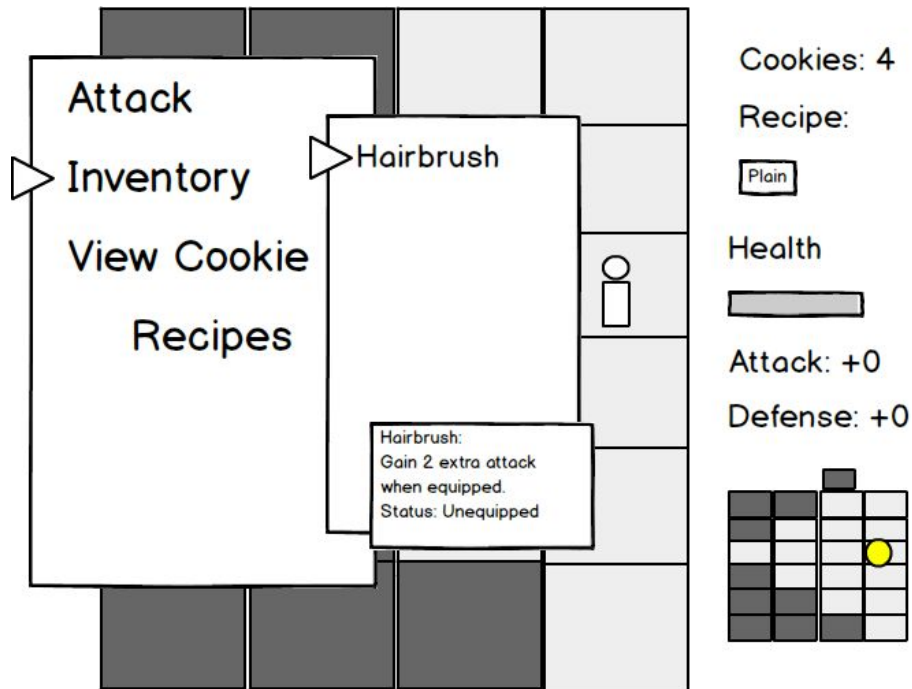 Attack
Inventory
View Cookie
Recipes
Hairbrush
Hairbrush:
Gain 2 extra attack
when equipped.
Status: Unequipped
Cookies: 4
Recipe:
Plain
Health
Attack: +0
Defense: +0